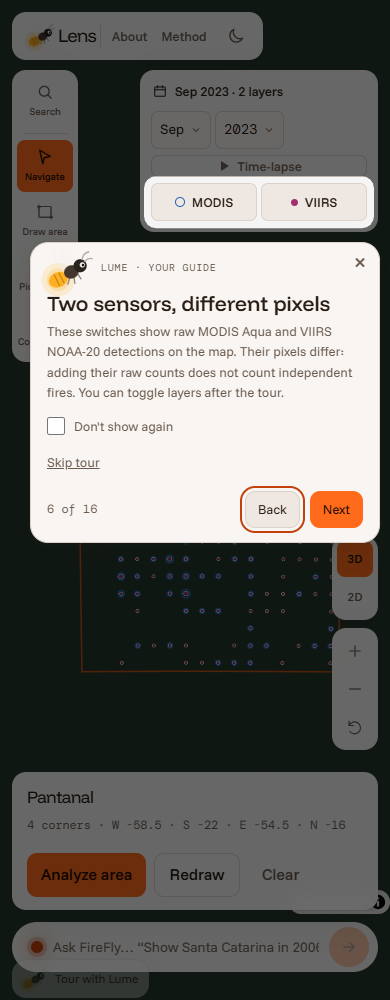 Lens
About
Method
Search
Sep 2023 · 2 layers
Sep
2023
Time-lapse
Navigate
MODIS
VIIRS
Draw area
LUME · YOUR GUIDE
Two sensors, different pixels
These switches show raw MODIS Aqua and VIIRS
NOAA-20 detections on the map. Their pixels differ:
adding their raw counts does not count independent
fires. You can toggle layers after the tour.
Don't show again
Skip tour
6 of 16
Back
Next
3D
2D
Pantanal
4 corners · W -58.5 · S -22 · E -54.5 · N -16
Analyze area
Redraw
Clear
Ask FireFly... "Show Santa Catarina in 2006
Tour with Lume